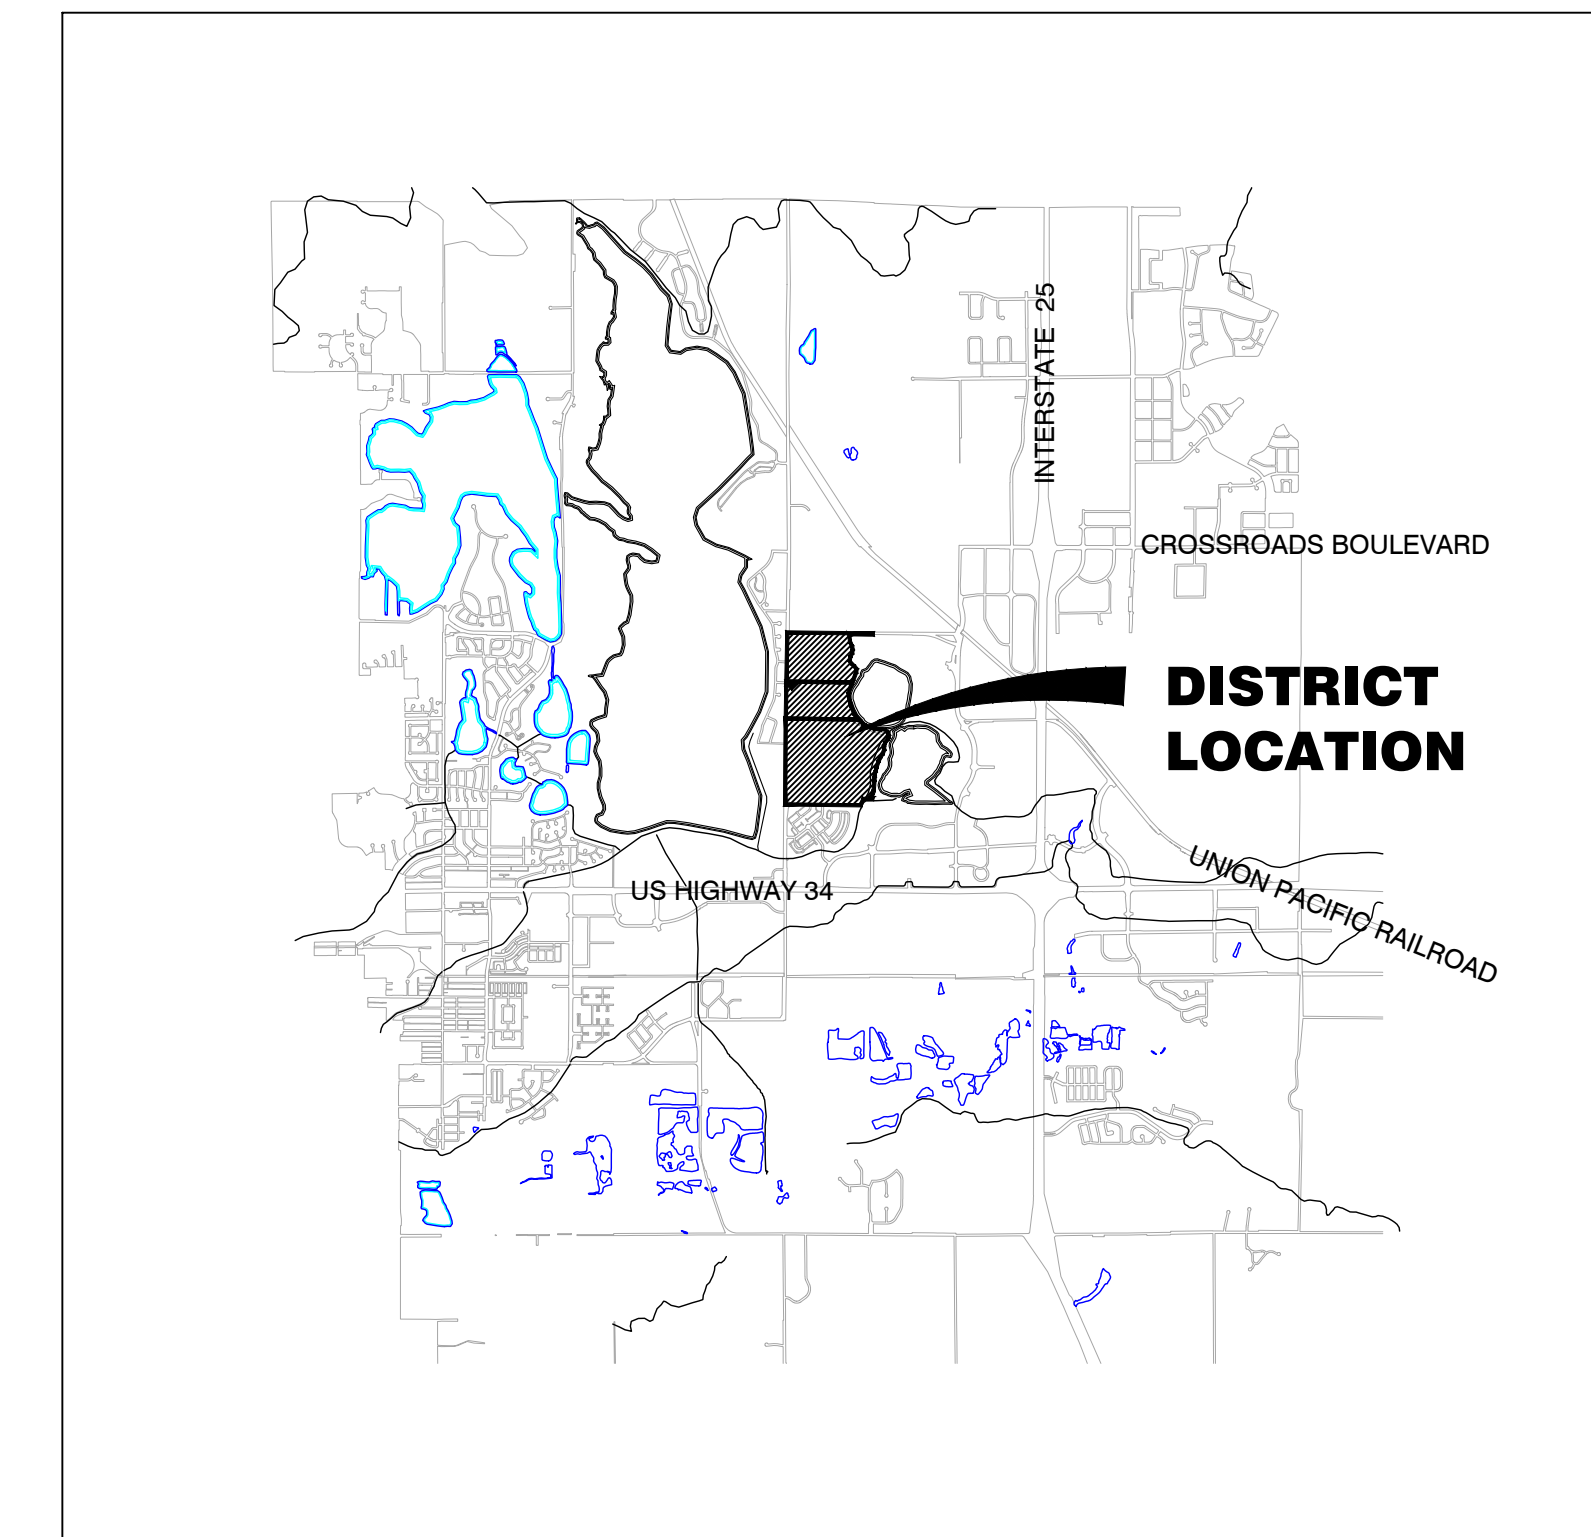 INTERSTATE 25
CROSSROADS BOULEVARD
DISTRICT
LOCATION
US HIGHWAY 34
UNION PACIFIC RAILROAD